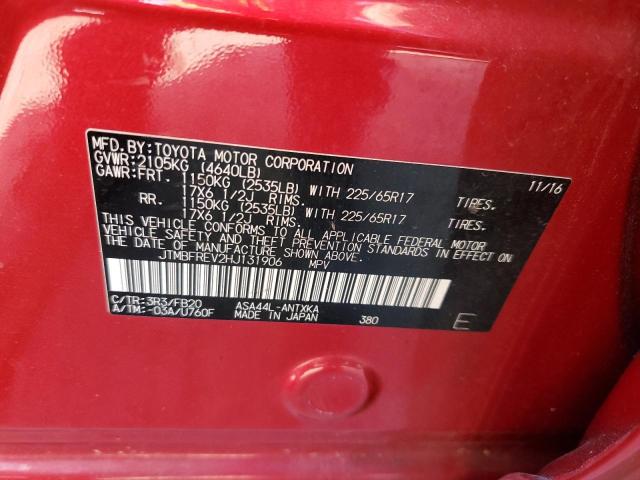 MFD. BY: TOYOTA MOTOR CORPORATION 11/16
GVWR: 2105KG (4640LB)
GAWR: FRT. 1150KG (2535LB) WITH 225/65R17 TIRES.
17X6 1/2J RIMS.
RR. 1150KG (2535LB) WITH 225/65R17 TIRES.
17X6 1/2J RIMS.
THIS VEHICLE CONFORMS TO ALL APPLICABLE FEDERAL MOTOR
VEHICLE SAFETY AND THEFT PREVENTION STANDARDS IN EFFECT
ON THE DATE OF MANUFACTURE SHOWN ABOVE.
JTMBFREV2HJ131906 MPV
C/TR: 3R3/FB20 ASA44L-ANTXKA
A/TM: -03A/U760F MADE IN JAPAN 380 E